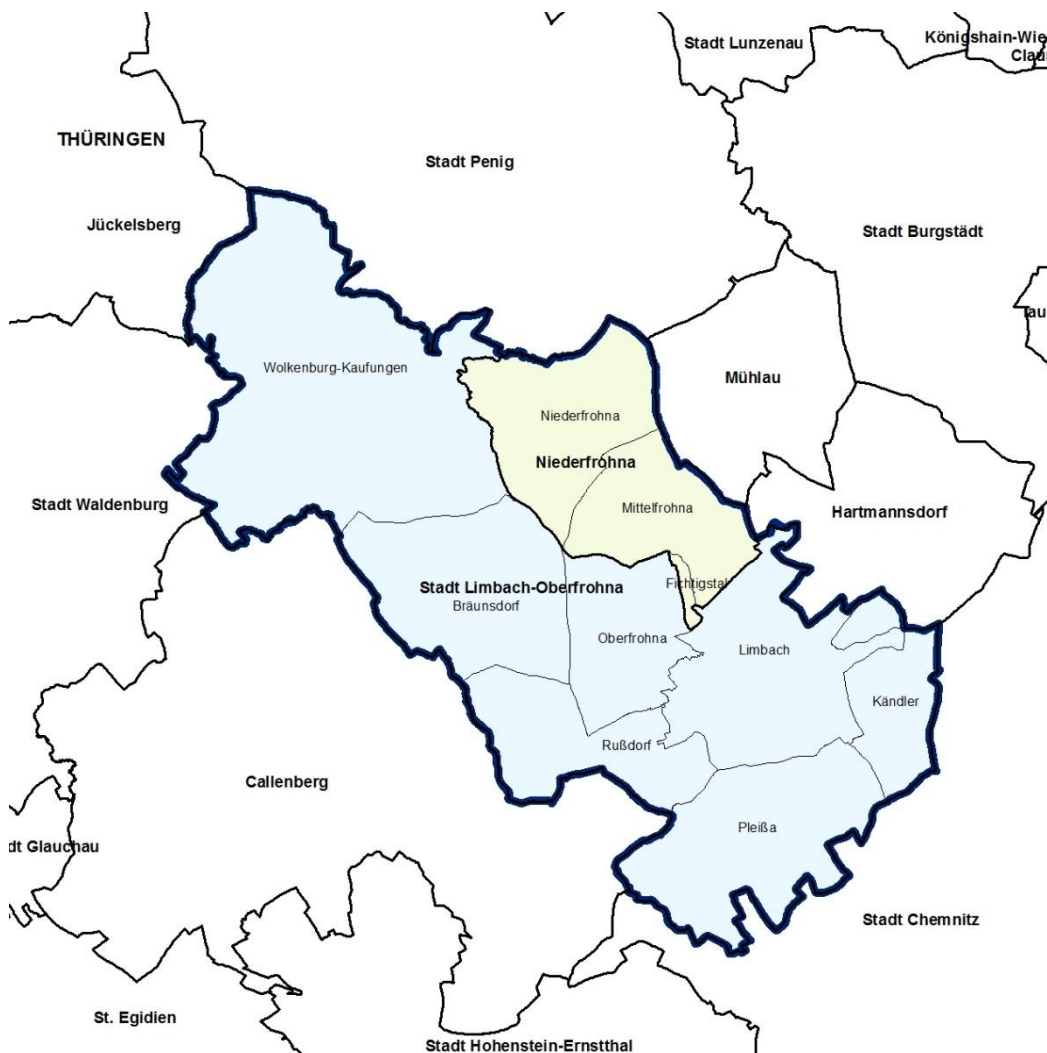 Königshain-Wie
Clau
Stadt Lunzenau
THÜRINGEN
Stadt Penig
Jückelsberg
Stadt Burgstädt
Tau
Wolkenburg-Kaufungen
Mühlau
Niederfrohna
Niederfrohna
Stadt Waldenburg
Mittelfrohna
Hartmannsdorf
Fichtigstal
Stadt Limbach-Oberfrohna
Bräunsdorf
Oberfrohna
Limbach
Kändler
Rußdorf
Callenberg
Pleißa
dt Glauchau
Stadt Chemnitz
St. Egidien
Stadt Hohenstein-Ernstthal